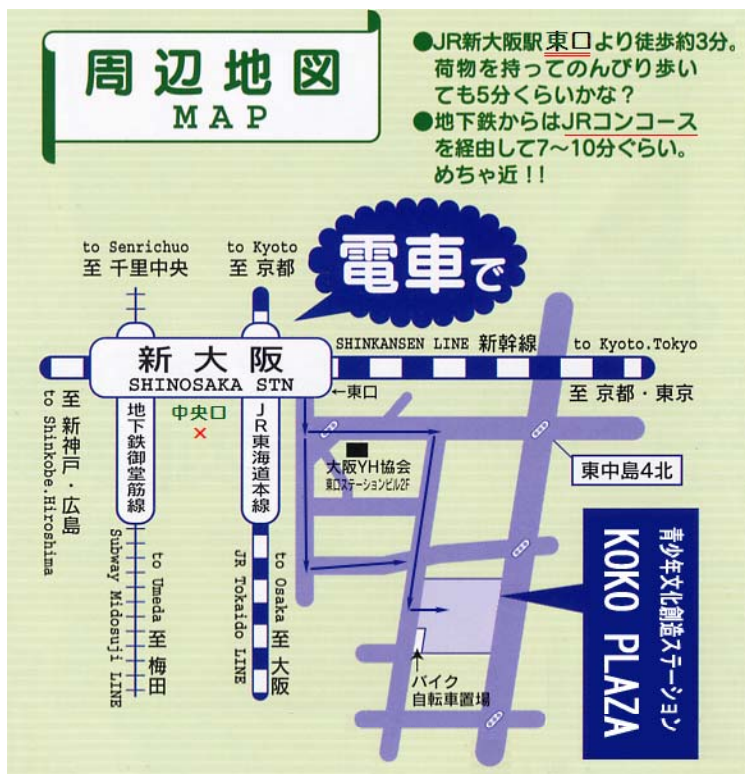 周辺地図
MAP
●JR新大阪駅東口より徒歩約3分。
荷物を持ってのんびり歩い
ても5分くらいかな？
●地下鉄からはJRコンコース
を経由して7〜10分ぐらい。
めちゃ近！！
電車で
to Senrichuo
至 千里中央
to Kyoto
至 京都
新大阪
SHINOSAKA STN
SHINKANSEN LINE 新幹線
to Kyoto.Tokyo
至 京都・東京
←東口
中央口
×
至 新神戸・広島
to Shinkobe.Hiroshima
地下鉄御堂筋線
JR東海道本線
大阪YH協会
東口ステーションビル2F
東中島4北
to Umeda 至 梅田
Subway Midosuji LINE
to Osaka 至 大阪
JR Tokaido LINE
バイク
自転車置場
青少年文化創造ステーション
KOKO PLAZA